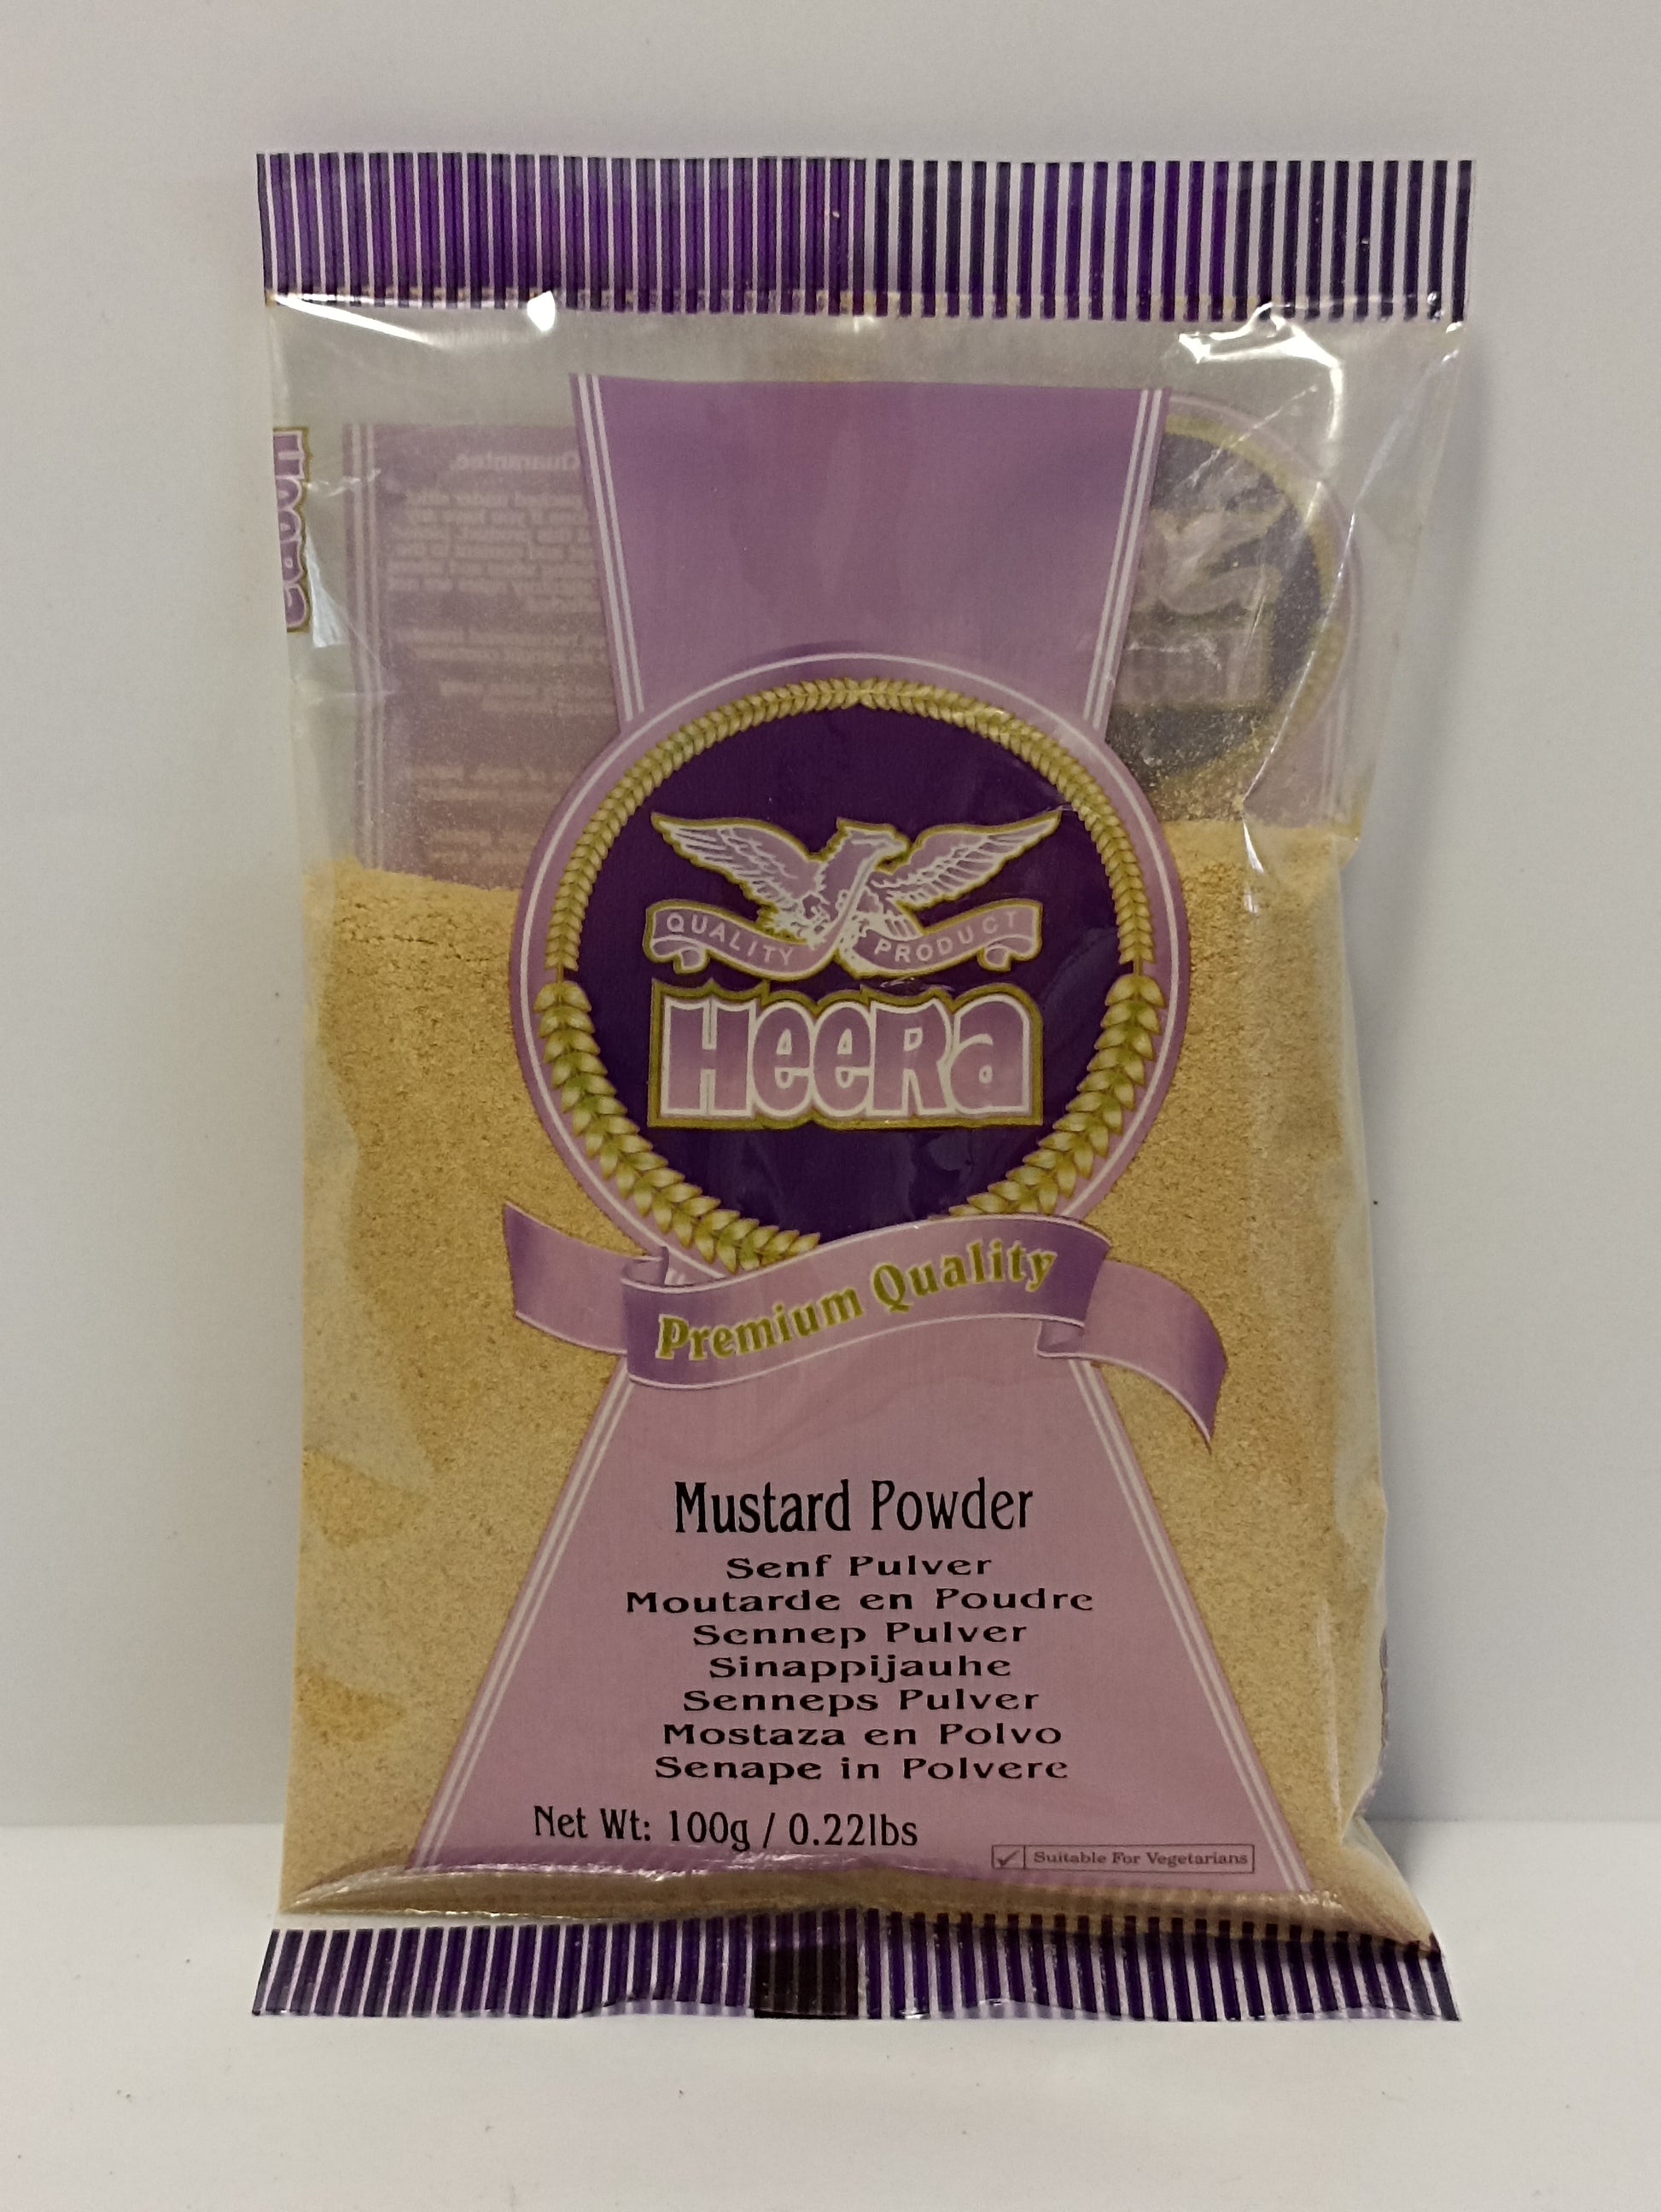 QUALITY PRODUCT
HEERA
Premium Quality
Mustard Powder
Senf Pulver
Moutarde en Poudre
Sennep Pulver
Sinappijauhe
Senneps Pulver
Mostaza en Polvo
Senape in Polvere
Net Wt: 100g / 0.22lbs
Suitable For Vegetarians